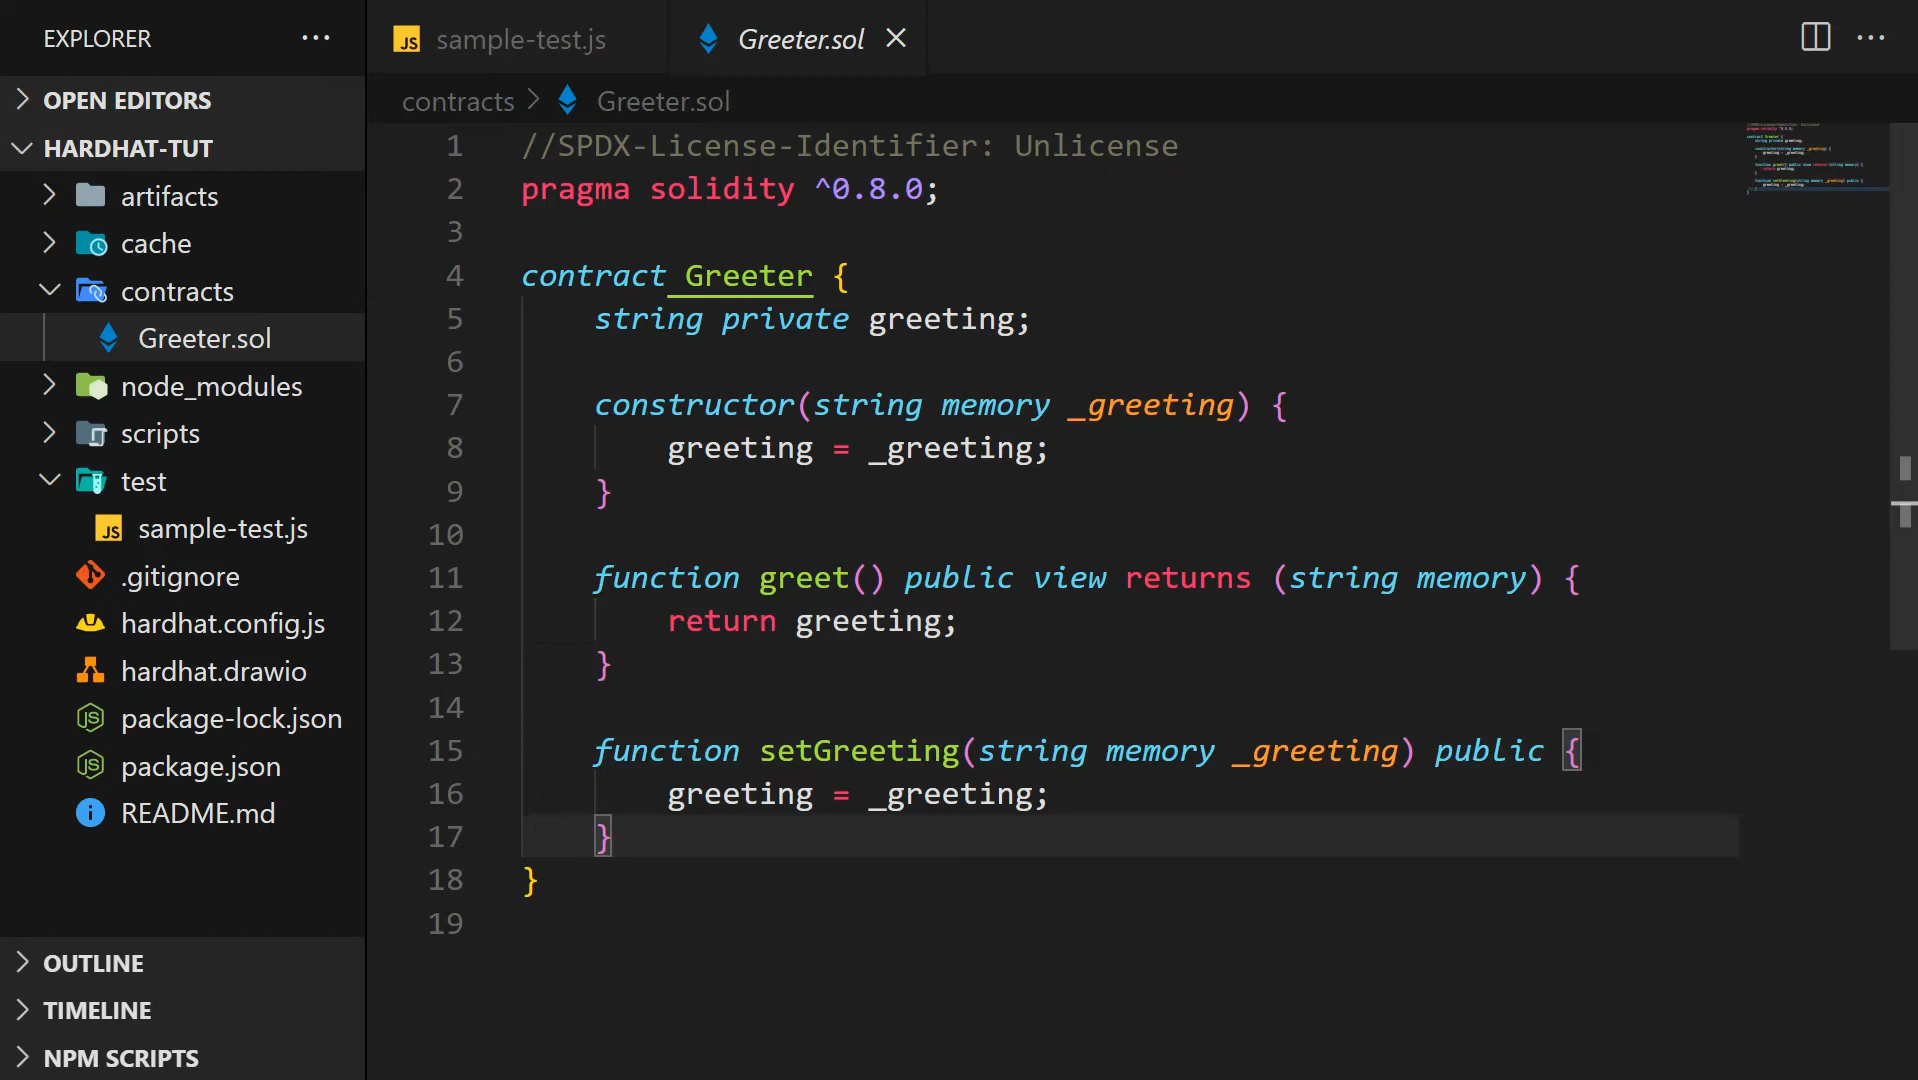 EXPLORER
OPEN EDITORS
HARDHAT-TUT
artifacts
cache
contracts
Greeter.sol
node_modules
scripts
test
JS sample-test.js
.gitignore
hardhat.config.js
hardhat.drawio
package-lock.json
package.json
README.md
OUTLINE
TIMELINE
NPM SCRIPTS
JS sample-test.js Greeter.sol
contracts > Greeter.sol
1 //SPDX-License-Identifier: Unlicense
2 pragma solidity ^0.8.0;
3
4 contract Greeter {
5 string private greeting;
6
7 constructor(string memory _greeting) {
8 greeting = _greeting;
9 }
10
11 function greet() public view returns (string memory) {
12 return greeting;
13 }
14
15 function setGreeting(string memory _greeting) public {
16 greeting = _greeting;
17 }
18 }
19